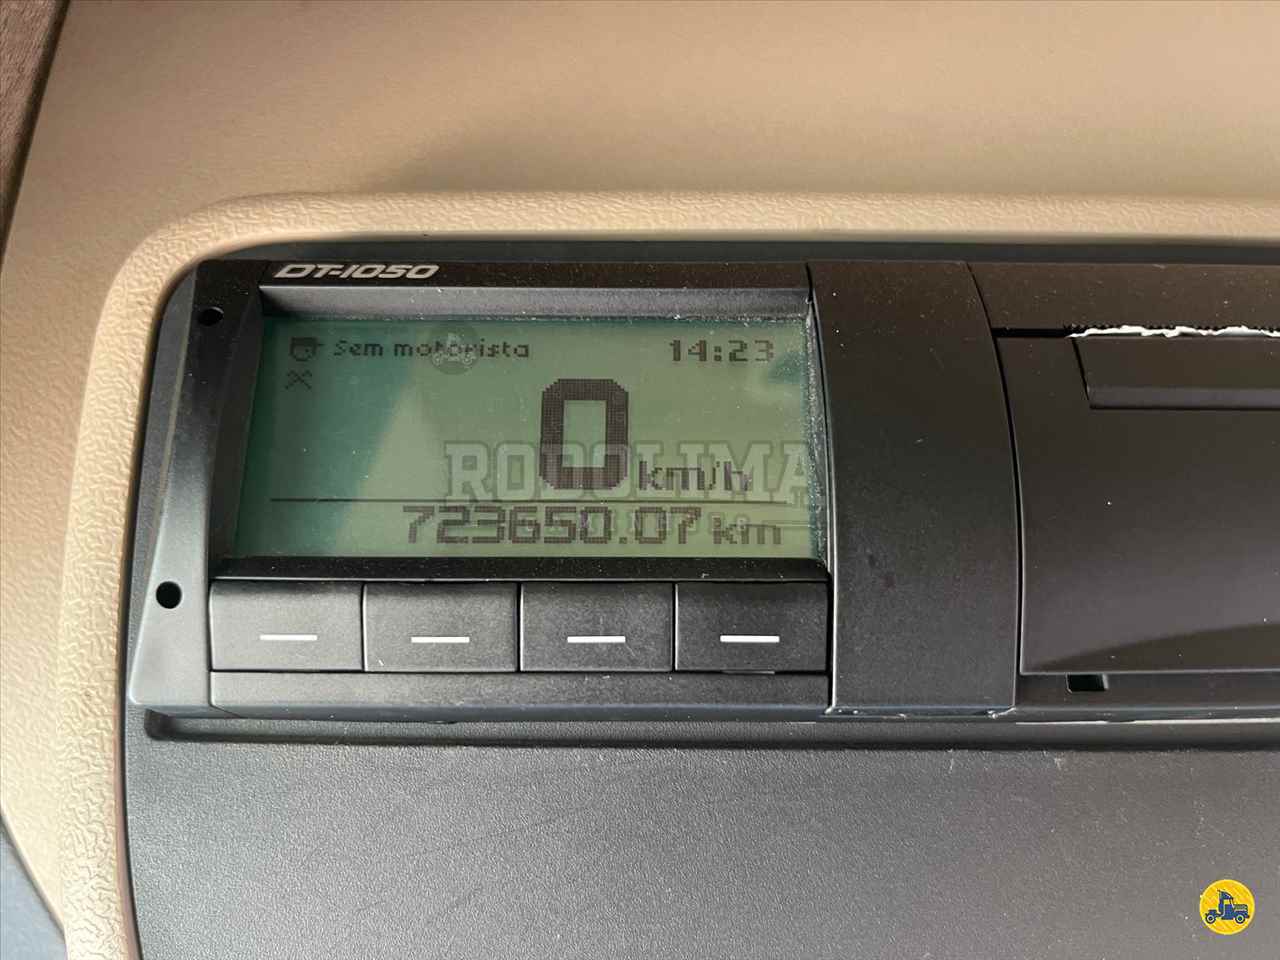 DT-1050
Sem motorista 14:23
0 km/h
RODOLIMA
723650.07 km